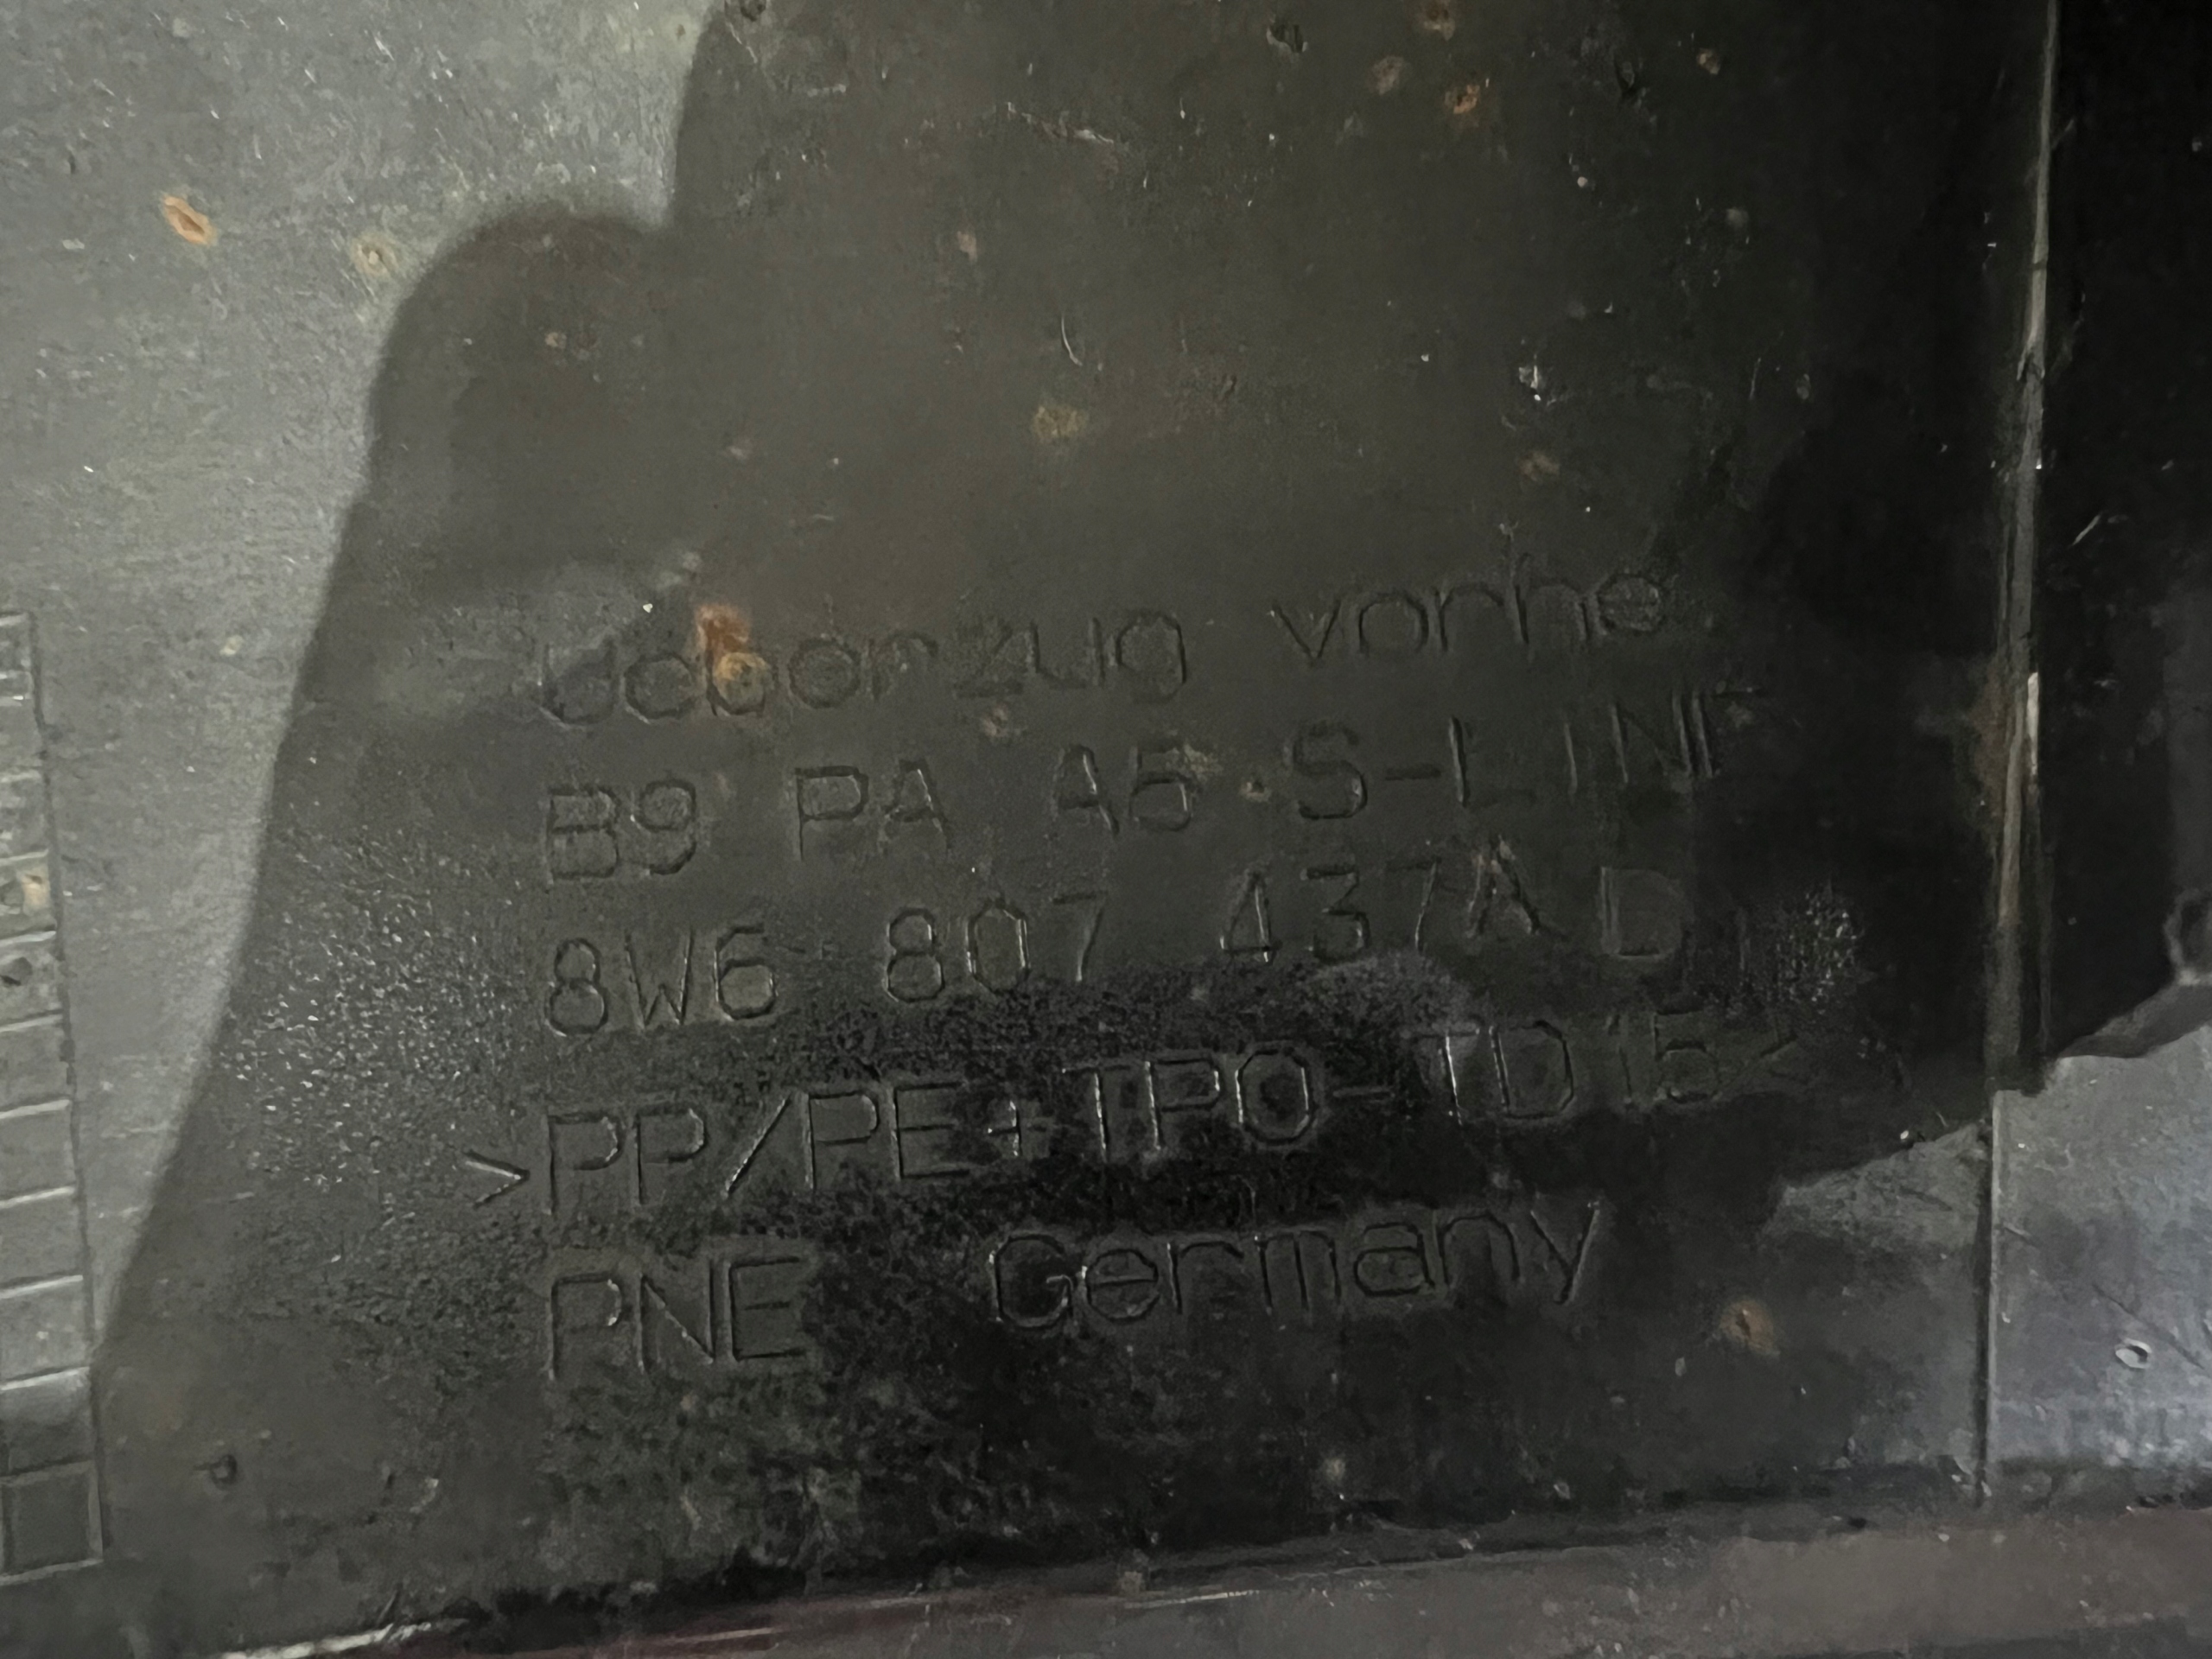 Ueberzug vorne
B9 PA A5 S-LINE
8W6 807 437A D
>PP/PE+TPO-TD15<
PNE Germany